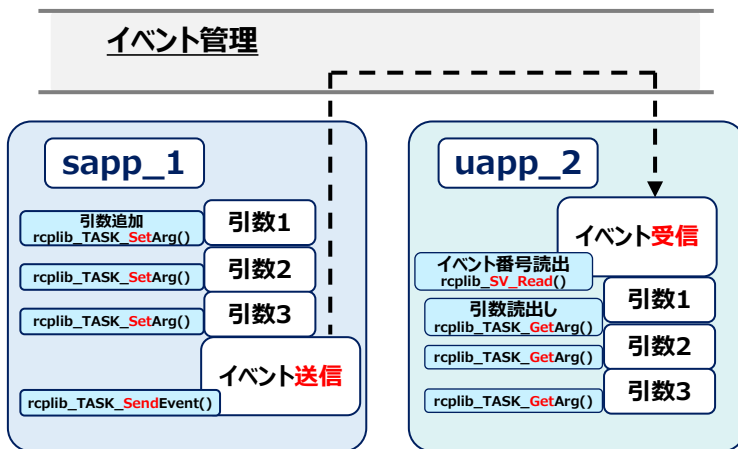 イベント管理
sapp_1
引数追加
rcplib_TASK_SetArg()
引数1
rcplib_TASK_SetArg()
引数2
rcplib_TASK_SetArg()
引数3
イベント送信
rcplib_TASK_SendEvent()
uapp_2
イベント受信
イベント番号読出
rcplib_SV_Read()
引数1
引数読出し
rcplib_TASK_GetArg()
引数2
rcplib_TASK_GetArg()
引数3
rcplib_TASK_GetArg()